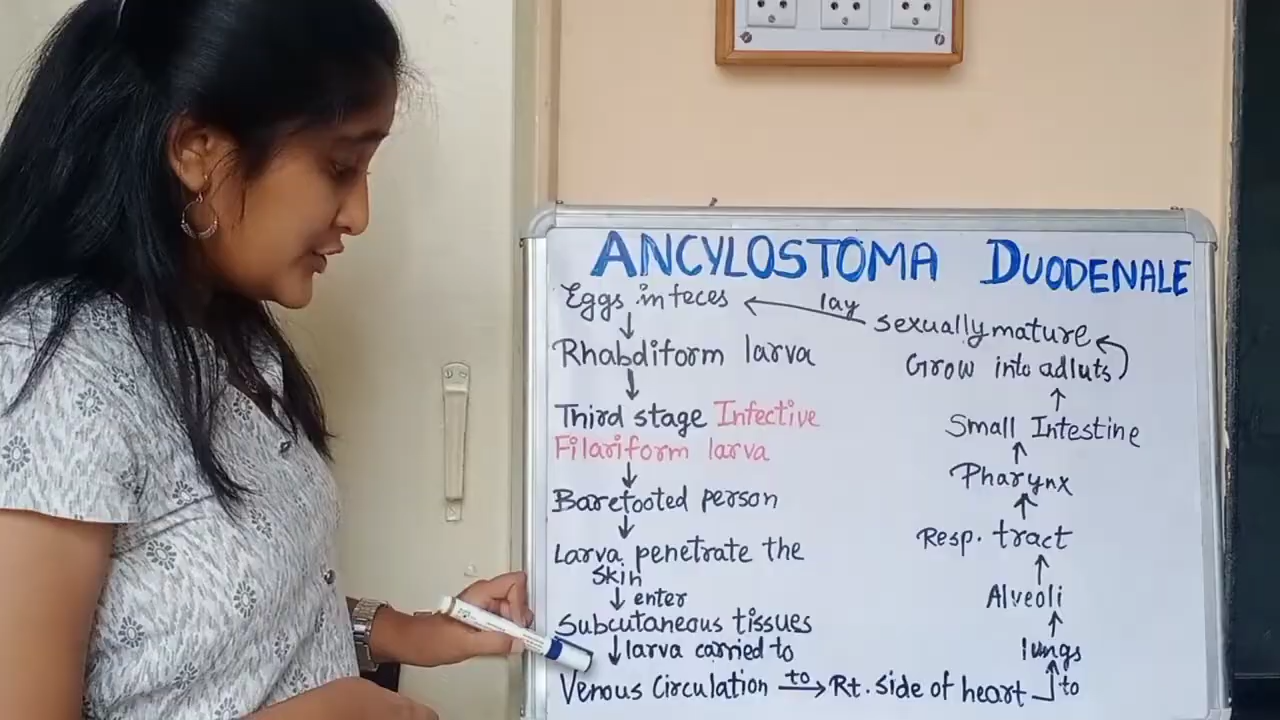 ANCYLOSTOMA DUODENALE
Eggs in feces
Rhabdiform larva
Third stage Infective
Filariform larva
Barefooted person
Larva penetrate the
skin
enter
Subcutaneous tissues
larva carried to
Venous Circulation to Rt. side of heart to
lungs
Alveoli
Resp. tract
Pharynx
Small Intestine
Grow into adluts
sexually mature
lay